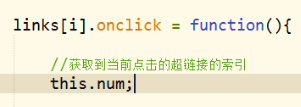 links[i].onclick = function(){
//获取到当前点击的超链接的索引
this.num;